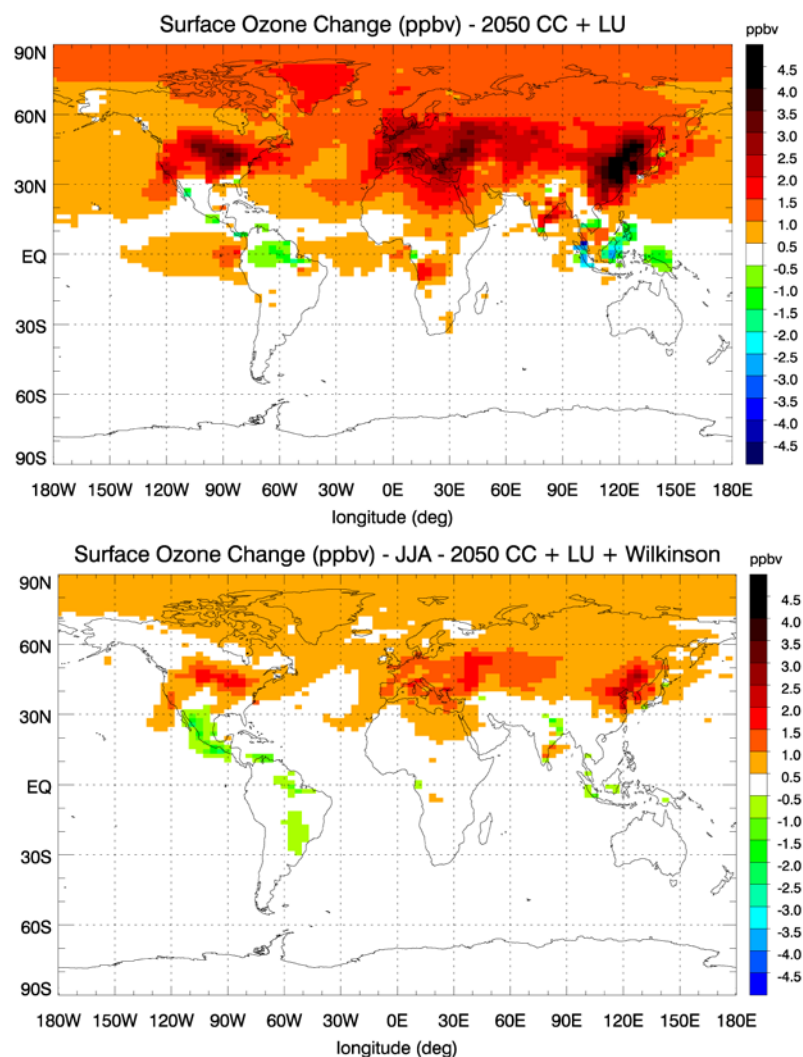 Surface Ozone Change (ppbv) - 2050 CC + LU
ppbv
90N
60N
30N
EQ
30S
60S
90S
4.5
4.0
3.5
3.0
2.5
2.0
1.5
1.0
0.5
-0.5
-1.0
-1.5
-2.0
-2.5
-3.0
-3.5
-4.0
-4.5
180W 150W 120W 90W 60W 30W 0E 30E 60E 90E 120E 150E 180E
longitude (deg)
Surface Ozone Change (ppbv) - JJA - 2050 CC + LU + Wilkinson
ppbv
90N
60N
30N
EQ
30S
60S
90S
4.5
4.0
3.5
3.0
2.5
2.0
1.5
1.0
0.5
-0.5
-1.0
-1.5
-2.0
-2.5
-3.0
-3.5
-4.0
-4.5
180W 150W 120W 90W 60W 30W 0E 30E 60E 90E 120E 150E 180E
longitude (deg)